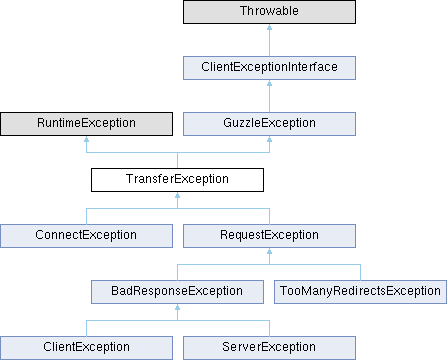 Throwable
ClientExceptionInterface
RuntimeException
GuzzleException
TransferException
ConnectException
RequestException
BadResponseException
TooManyRedirectsException
ClientException
ServerException